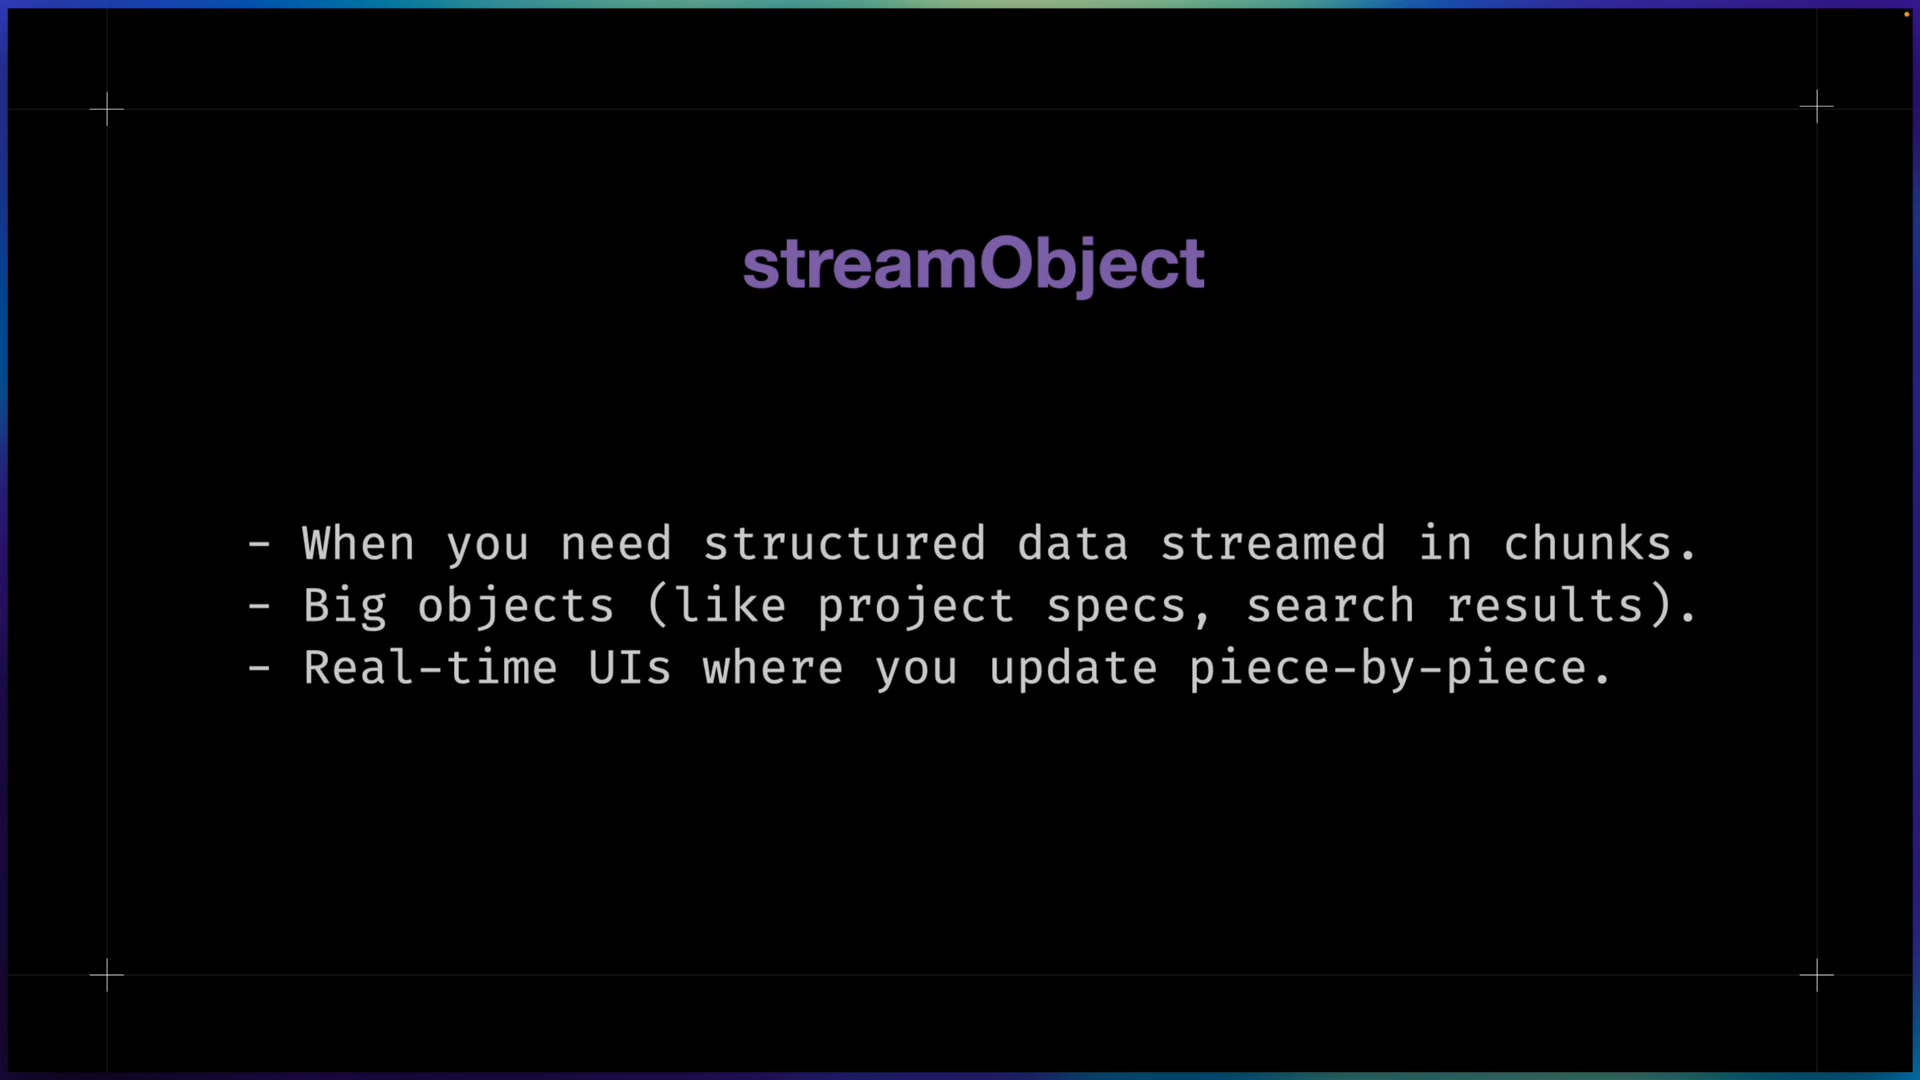 streamObject
- When you need structured data streamed in chunks.
- Big objects (like project specs, search results).
- Real-time UIs where you update piece-by-piece.